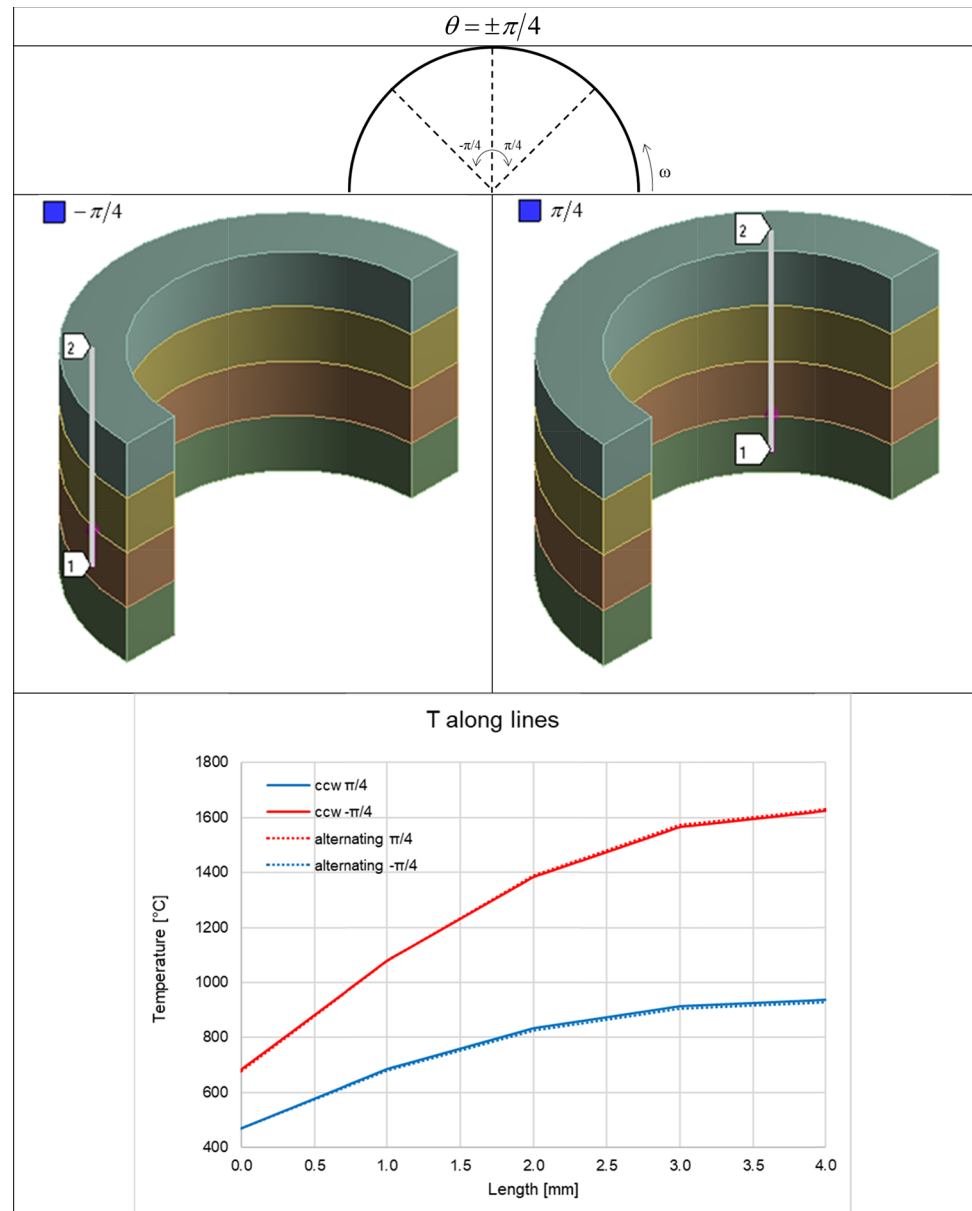 θ = ±π/4
-π/4 π/4
ω
−π/4
π/4
2
2
1
1
T along lines
Temperature [°C]
1800
1600
1400
1200
1000
800
600
400
ccw π/4
ccw -π/4
alternating π/4
alternating -π/4
0.0 0.5 1.0 1.5 2.0 2.5 3.0 3.5 4.0
Length [mm]